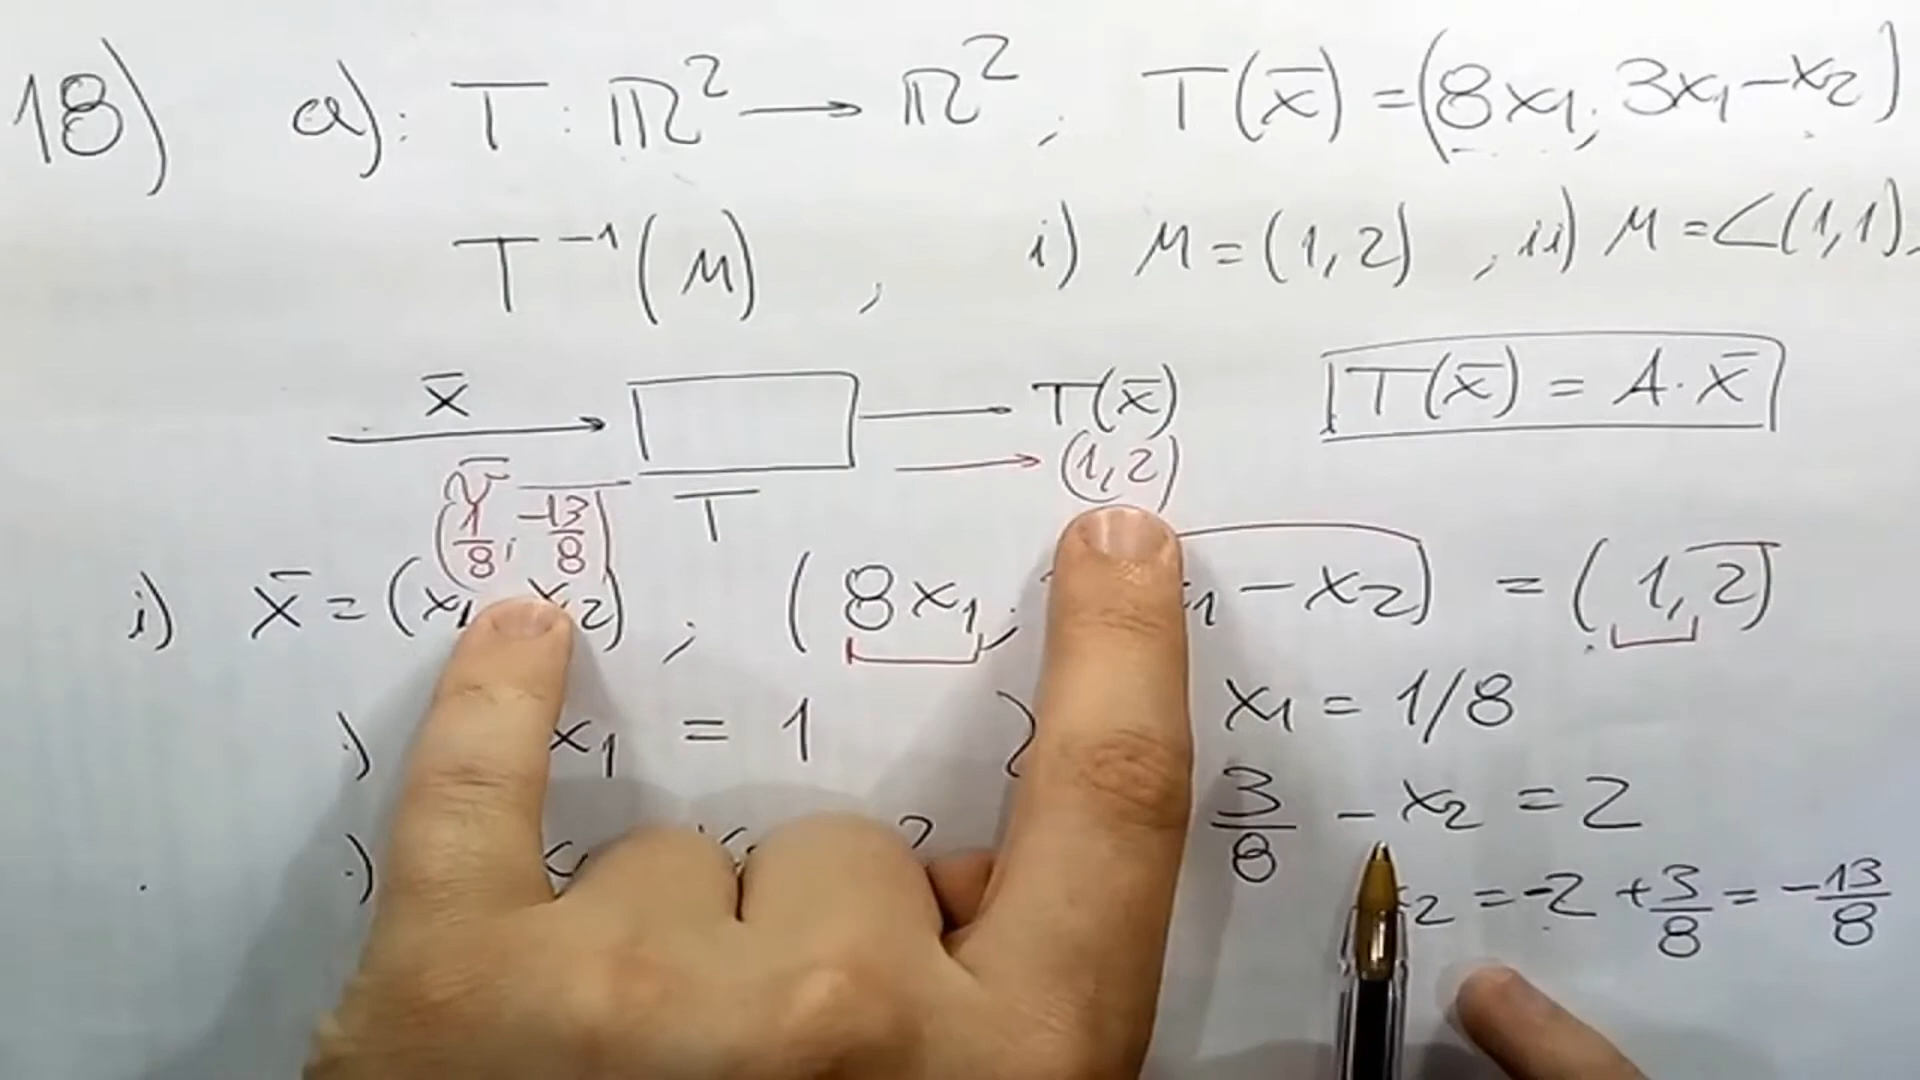 18) a): T: ℝ² → ℝ² ; T(x̄) = (8x₁; 3x₁ - x₂)
T⁻¹(M) , i) M = (1,2) , ii) M = <(1,1),
x̄ → T → T(x̄)
T(x̄) = A·x̄
(1/8; -13/8) → (1,2)
i) x̄ = (x₁, x₂) ; (8x₁; x₁ - x₂) = (1,2)
·) x₁ = 1 x₁ = 1/8
·) 3/8 - x₂ = 2
x₂ = -2 + 3/8 = -13/8